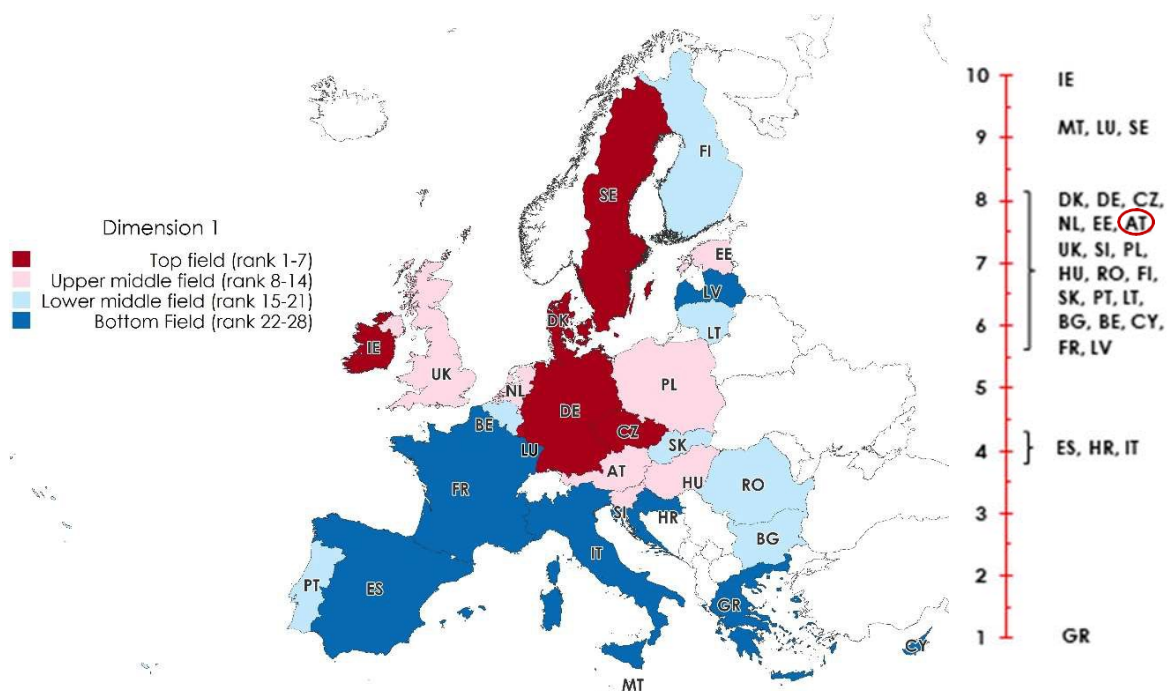 Dimension 1
Top field (rank 1-7)
Upper middle field (rank 8-14)
Lower middle field (rank 15-21)
Bottom Field (rank 22-28)
FI
SE
EE
LV
LT
DK
IE
UK
NL
PL
DE
BE
CZ
LU
SK
AT
HU
RO
FR
SI
HR
BG
IT
PT
ES
GR
CY
MT
10
9
8
7
6
5
4
3
2
1
IE
MT, LU, SE
DK, DE, CZ,
NL, EE, AT
UK, SI, PL,
HU, RO, FI,
SK, PT, LT,
BG, BE, CY,
FR, LV
ES, HR, IT
GR